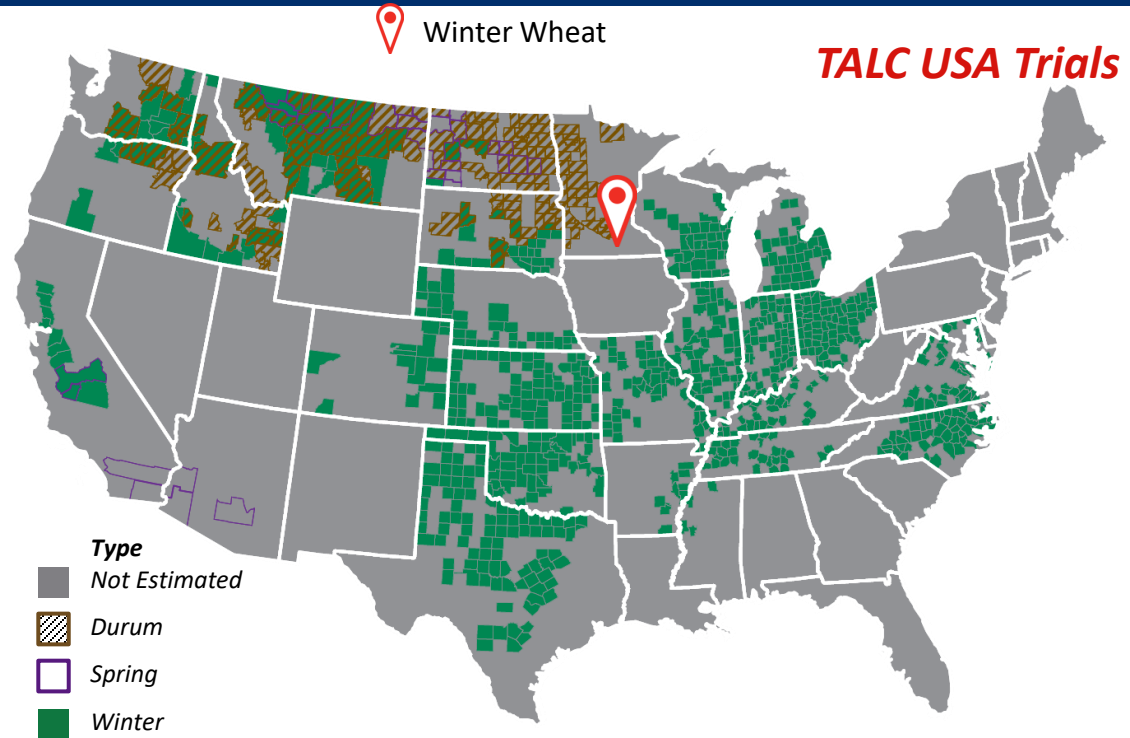 Winter Wheat
TALC USA Trials
Type
Not Estimated
Durum
Spring
Winter